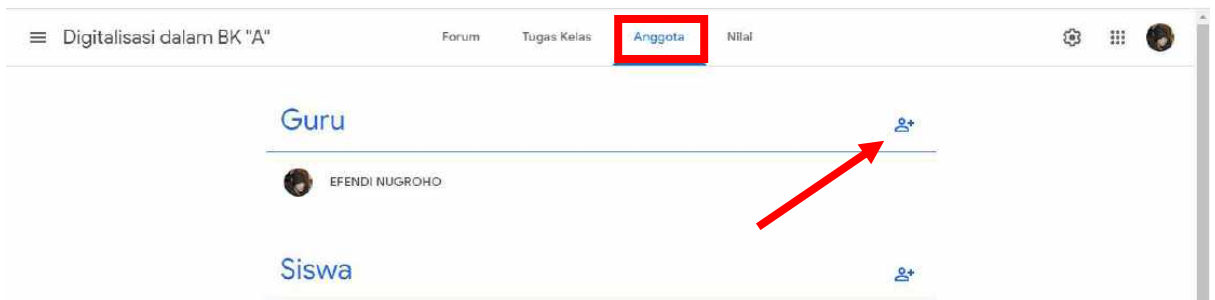 Digitalisasi dalam BK "A"
Forum Tugas Kelas Anggota Nilai
Guru
EFENDI NUGROHO
Siswa